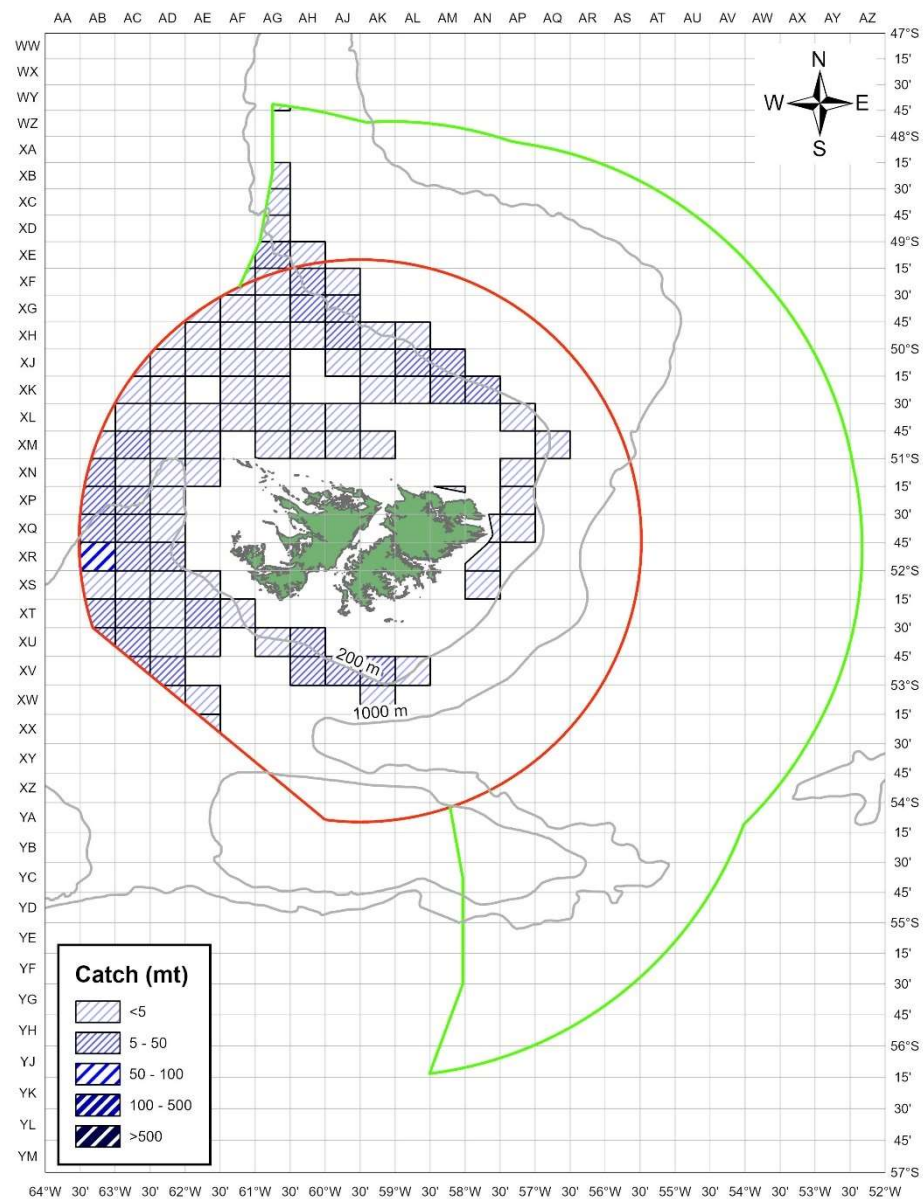 AA AB AC AD AE AF AG AH AJ AK AL AM AN AP AQ AR AS AT AU AV AW AX AY AZ
47°S
WW
15'
WX
30'
WY
45'
WZ
48°S
XA
15'
XB
30'
XC
45'
XD
49°S
XE
15'
XF
30'
XG
45'
XH
50°S
XJ
15'
XK
30'
XL
45'
XM
51°S
XN
15'
XP
30'
XQ
45'
XR
52°S
XS
15'
XT
30'
XU
45'
XV
53°S
XW
15'
XX
30'
XY
45'
XZ
54°S
YA
15'
YB
30'
YC
45'
YD
55°S
YE
15'
YF
30'
YG
45'
YH
56°S
YJ
15'
YK
30'
YL
45'
YM
57°S
N
W E
S
200 m
1000 m
Catch (mt)
<5
5 - 50
50 - 100
100 - 500
>500
64°W 30' 63°W 30' 62°W 30' 61°W 30' 60°W 30' 59°W 30' 58°W 30' 57°W 30' 56°W 30' 55°W 30' 54°W 30' 53°W 30' 52°W